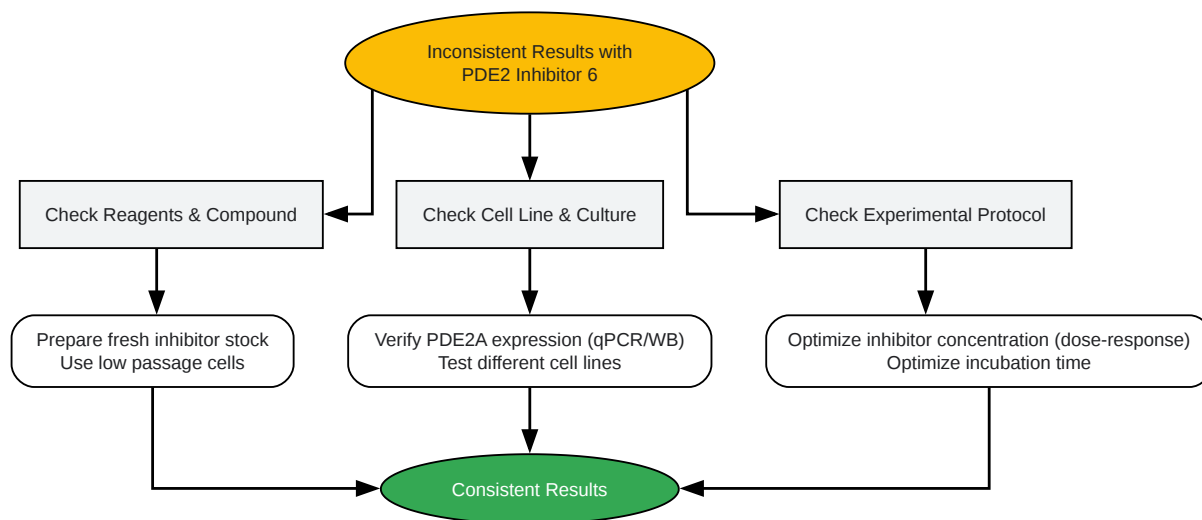 Inconsistent Results with
PDE2 Inhibitor 6
Check Reagents & Compound
Check Cell Line & Culture
Check Experimental Protocol
Prepare fresh inhibitor stock
Use low passage cells
Verify PDE2A expression (qPCR/WB)
Test different cell lines
Optimize inhibitor concentration (dose-response)
Optimize incubation time
Consistent Results